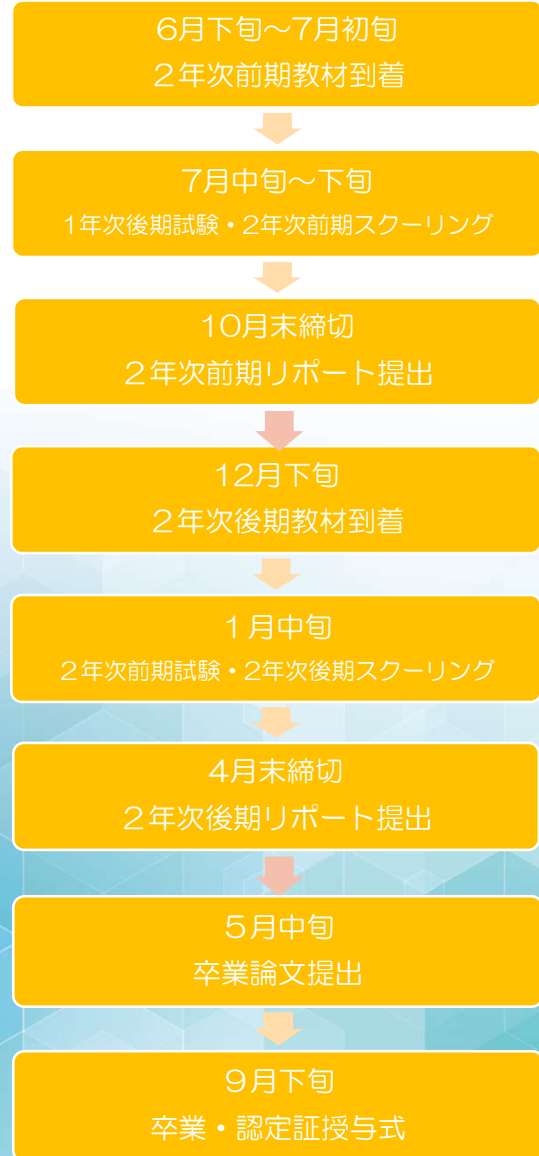 6月下旬～7月初旬
２年次前期教材到着
7月中旬～下旬
1年次後期試験・2年次前期スクーリング
10月末締切
２年次前期リポート提出
12月下旬
２年次後期教材到着
１月中旬
２年次前期試験・2年次後期スクーリング
4月末締切
２年次後期リポート提出
５月中旬
卒業論文提出
９月下旬
卒業・認定証授与式